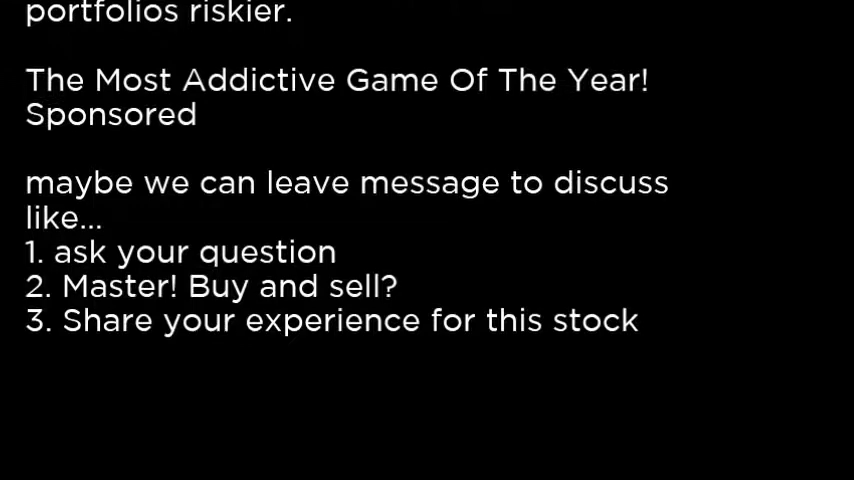 portfolios riskier.
The Most Addictive Game Of The Year!
Sponsored
maybe we can leave message to discuss
like...
1. ask your question
2. Master! Buy and sell?
3. Share your experience for this stock